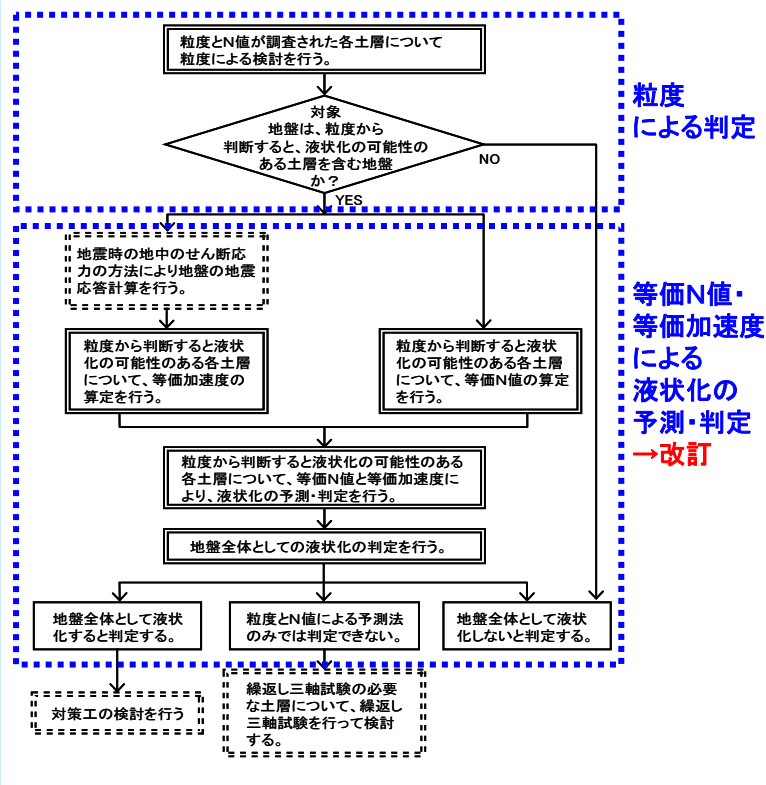 粒度とN値が調査された各土層について
粒度による検討を行う。
対象
地盤は、粒度から
判断すると、液状化の可能性の
ある土層を含む地盤
か？
NO
YES
粒度
による判定
地震時の地中のせん断応
力の方法により地盤の地震
応答計算を行う。
粒度から判断すると液状
化の可能性のある各土層
について、等価加速度の
算定を行う。
粒度から判断すると液状
化の可能性のある各土層
について、等価N値の算定
を行う。
粒度から判断すると液状化の可能性のある
各土層について、等価N値と等価加速度に
より、液状化の予測・判定を行う。
地盤全体としての液状化の判定を行う。
地盤全体として液状
化すると判定する。
粒度とN値による予測法
のみでは判定できない。
地盤全体として液状
化しないと判定する。
対策工の検討を行う
繰返し三軸試験の必要
な土層について、繰返し
三軸試験を行って検討
する。
等価N値・
等価加速度
による
液状化の
予測・判定
→改訂